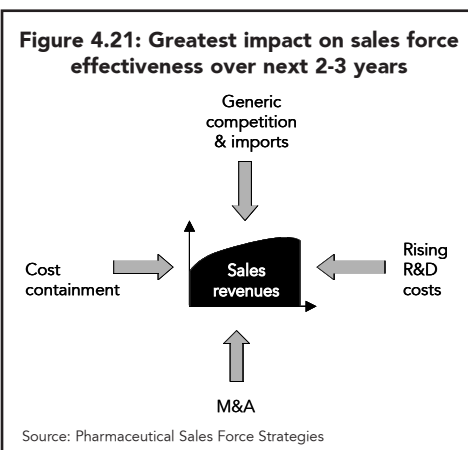 Figure 4.21: Greatest impact on sales force
effectiveness over next 2-3 years
Generic
competition
& imports
Cost
containment
Sales
revenues
Rising
R&D
costs
M&A
Source: Pharmaceutical Sales Force Strategies